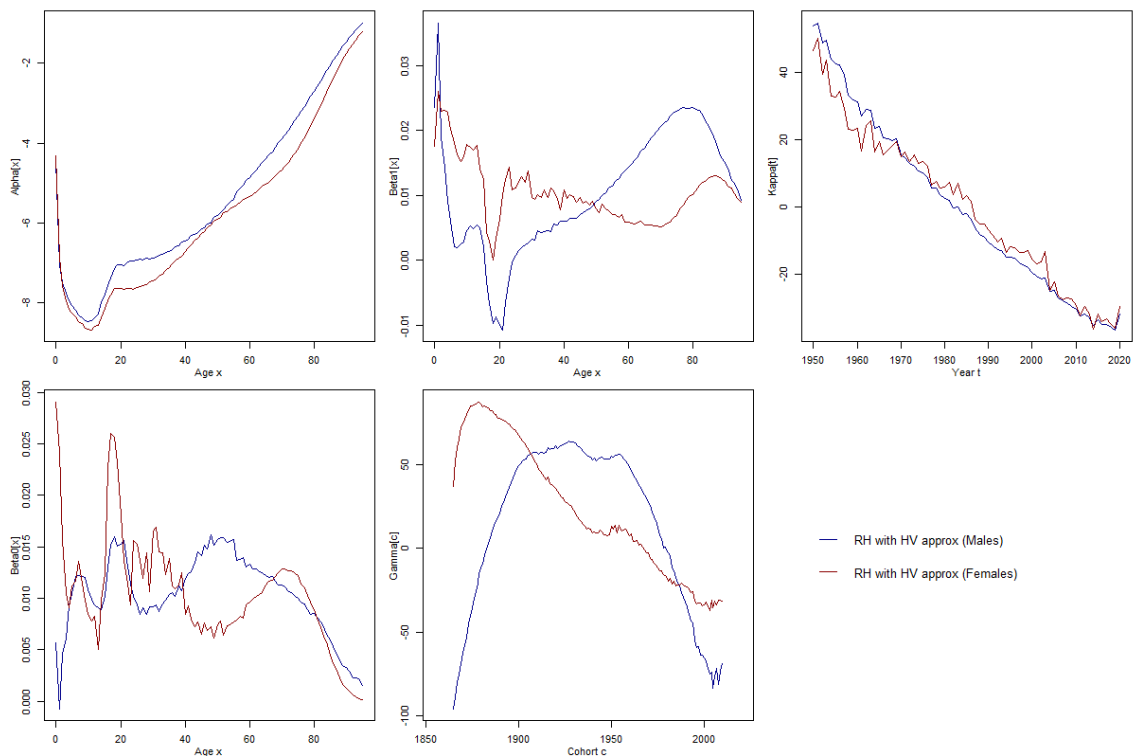 Alpha[x]
-2
-4
-6
-8
0 20 40 60 80
Age x
Beta1[x]
0.03
0.02
0.01
0.00
-0.01
0 20 40 60 80
Age x
Kappa[t]
40
20
0
-20
1950 1960 1970 1980 1990 2000 2010 2020
Year t
Beta0[x]
0.030
0.025
0.020
0.015
0.010
0.005
0.000
0 20 40 60 80
Age x
Gamma[c]
50
0
-50
-100
1850 1900 1950 2000
Cohort c
RH with HV approx (Males)
RH with HV approx (Females)